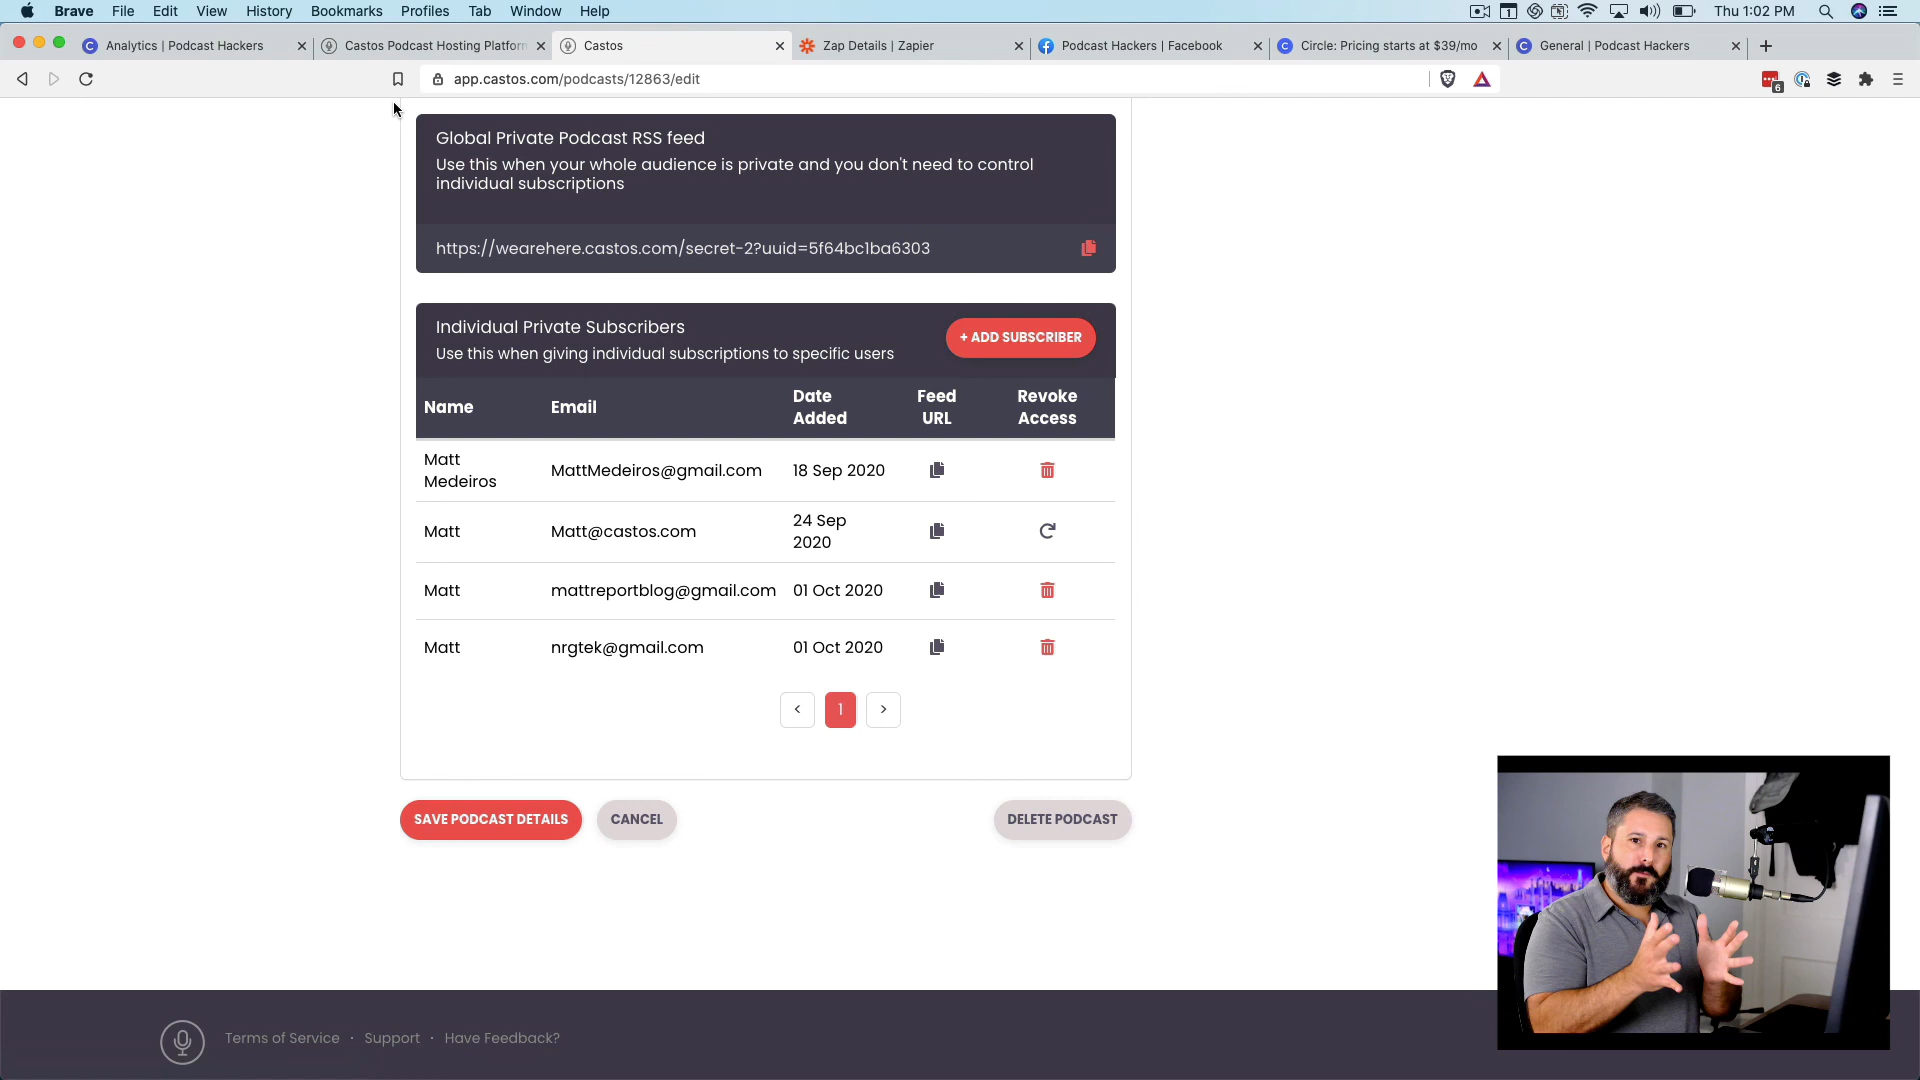 Brave File Edit View History Bookmarks Profiles Tab Window Help Thu 1:02 PM
Analytics | Podcast Hackers Castos Podcast Hosting Platfor Castos Zap Details | Zapier Podcast Hackers | Facebook Circle: Pricing starts at $39/mo General | Podcast Hackers
app.castos.com/podcasts/12863/edit 6
Global Private Podcast RSS feed
Use this when your whole audience is private and you don't need to control
individual subscriptions
https://wearehere.castos.com/secret-2?uuid=5f64bc1ba6303
Individual Private Subscribers
+ ADD SUBSCRIBER
Use this when giving individual subscriptions to specific users
Name Email Date Added Feed URL Revoke Access
Matt Medeiros MattMedeiros@gmail.com 18 Sep 2020
Matt Matt@castos.com 24 Sep 2020
Matt mattreportblog@gmail.com 01 Oct 2020
Matt nrgtek@gmail.com 01 Oct 2020
< 1 >
SAVE PODCAST DETAILS CANCEL DELETE PODCAST
Terms of Service · Support · Have Feedback?